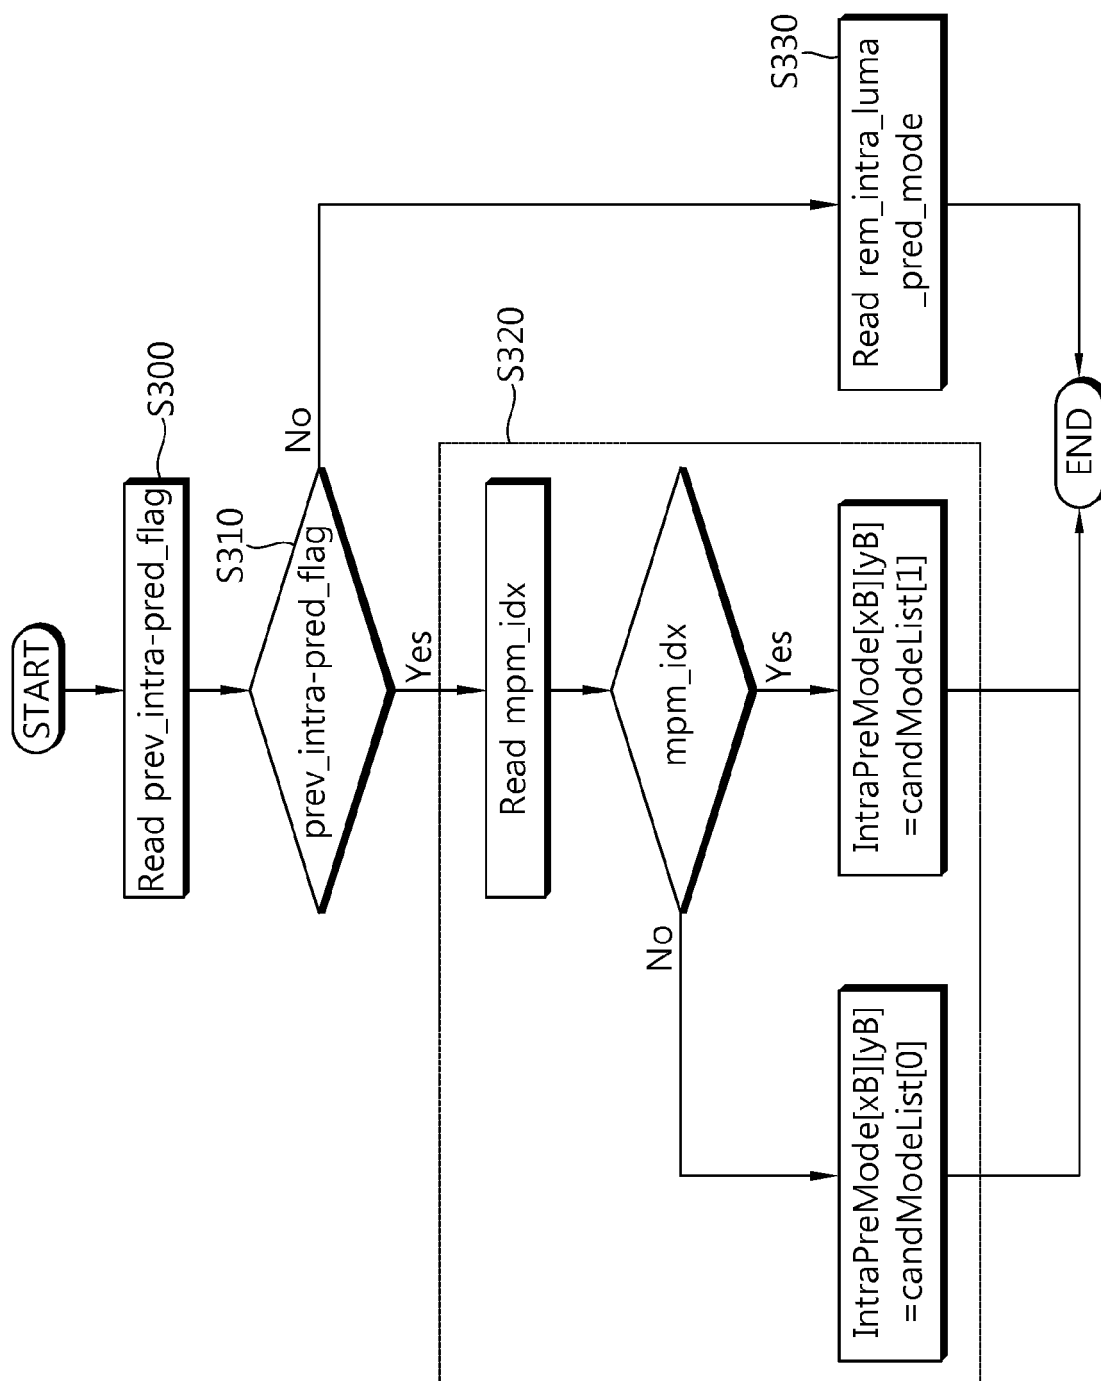 START
Read prev_intra-pred_flag
S300
prev_intra-pred_flag
S310
No
Yes
S320
Read mpm_idx
mpm_idx
No
Yes
IntraPreMode[xB][yB]
=candModeList[0]
IntraPreMode[xB][yB]
=candModeList[1]
Read rem_intra_luma
_pred_mode
S330
END